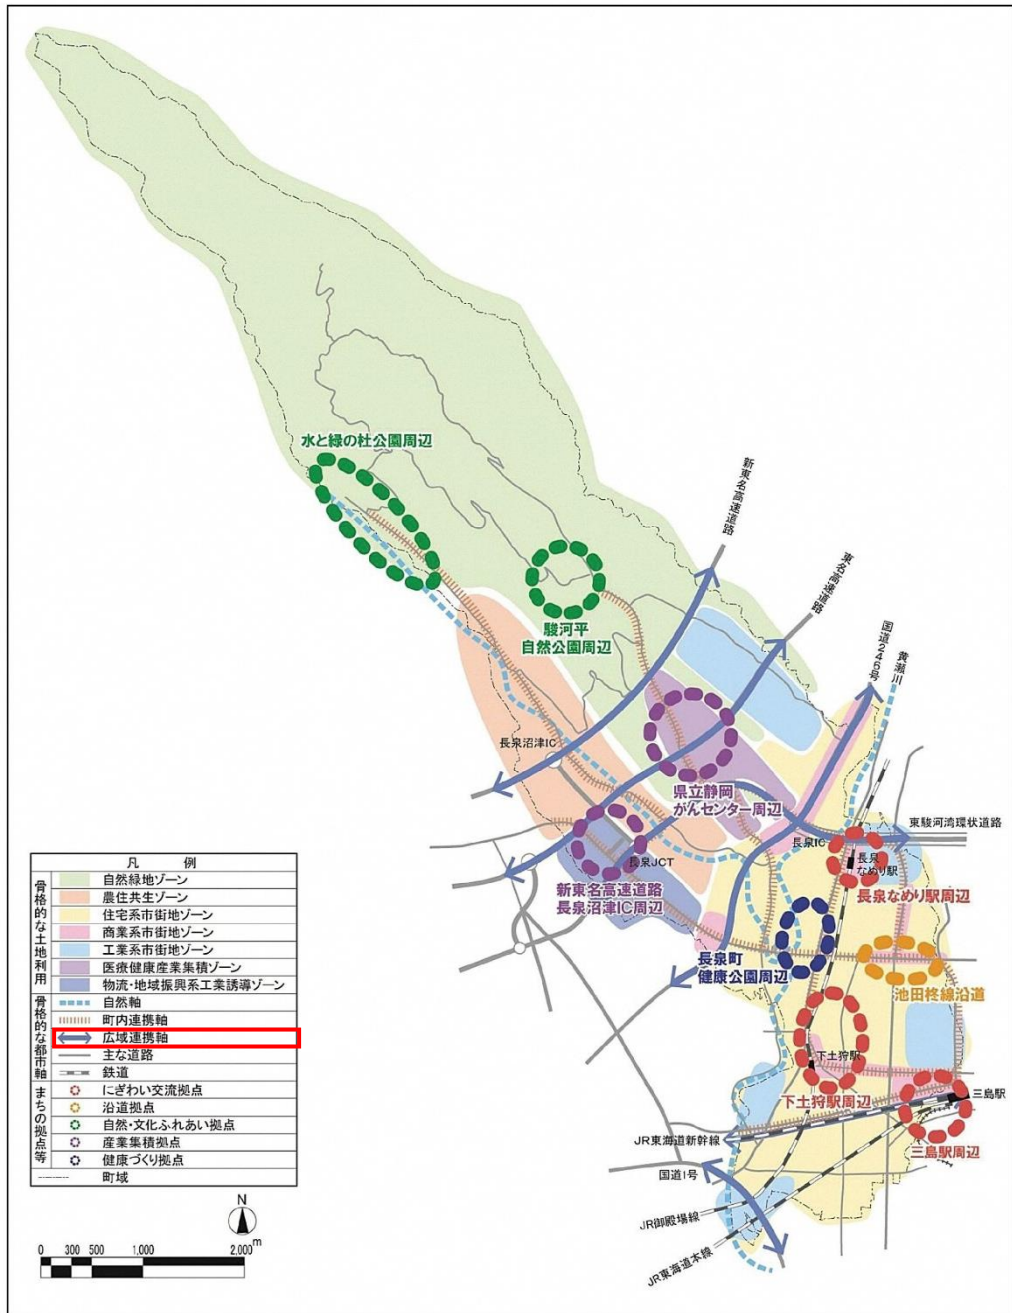 水と緑の杜公園周辺
新東名高速道路
東名高速道路
国道246号
黄瀬川
駿河平
自然公園周辺
長泉沼津IC
県立静岡
がんセンター周辺
東駿河湾環状道路
長泉IC
長泉
なめり駅
長泉なめり駅周辺
長泉JCT
新東名高速道路
長泉沼津IC周辺
長泉町
健康公園周辺
池田柊線沿道
下土狩駅
下土狩駅周辺
三島駅
三島駅周辺
JR東海道新幹線
国道1号
JR御殿場線
JR東海道本線
凡 例
骨格的な土地利用
自然緑地ゾーン
農住共生ゾーン
住宅系市街地ゾーン
商業系市街地ゾーン
工業系市街地ゾーン
医療健康産業集積ゾーン
物流・地域振興系工業誘導ゾーン
骨格的な都市軸
自然軸
町内連携軸
広域連携軸
主な道路
鉄道
まちの拠点等
にぎわい交流拠点
沿道拠点
自然・文化ふれあい拠点
産業集積拠点
健康づくり拠点
町域
N
0 300 500 1,000 2,000
m